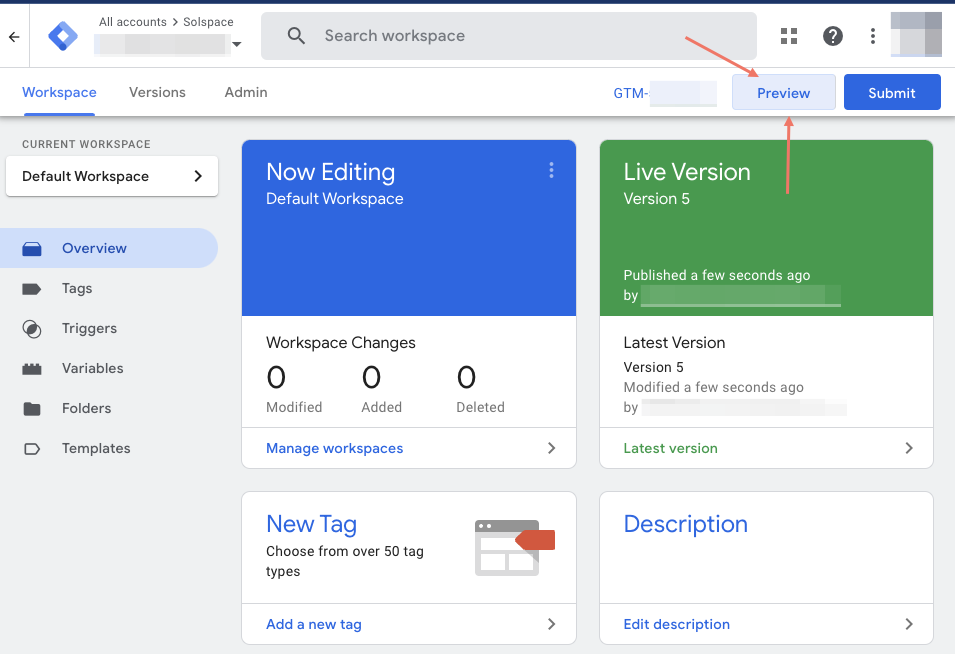 All accounts > Solspace
Search workspace
Workspace
Versions
Admin
GTM-
Preview
Submit
CURRENT WORKSPACE
Default Workspace
Overview
Tags
Triggers
Variables
Folders
Templates
Now Editing
Default Workspace
Workspace Changes
0 0 0
Modified Added Deleted
Manage workspaces
Live Version
Version 5
Published a few seconds ago
by
Latest Version
Version 5
Modified a few seconds ago
by
Latest version
New Tag
Choose from over 50 tag
types
Add a new tag
Description
Edit description